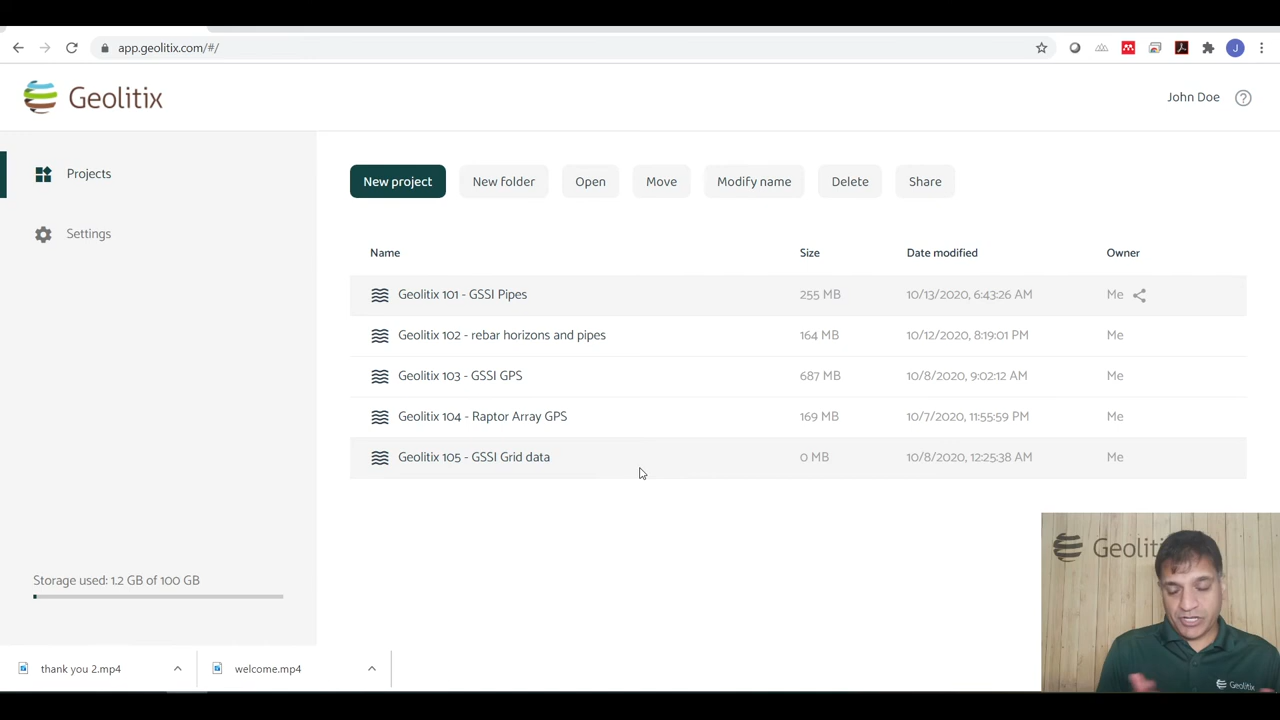 app.geolitix.com/#/
J
Geolitix
John Doe ?
Projects
Settings
New project New folder Open Move Modify name Delete Share
Name Size Date modified Owner
Geolitix 101 - GSSI Pipes 255 MB 10/13/2020, 6:43:26 AM Me
Geolitix 102 - rebar horizons and pipes 164 MB 10/12/2020, 8:19:01 PM Me
Geolitix 103 - GSSI GPS 687 MB 10/8/2020, 9:02:12 AM Me
Geolitix 104 - Raptor Array GPS 169 MB 10/7/2020, 11:55:59 PM Me
Geolitix 105 - GSSI Grid data 0 MB 10/8/2020, 12:25:38 AM Me
Storage used: 1.2 GB of 100 GB
Geoliti
Geolitix
thank you 2.mp4 welcome.mp4